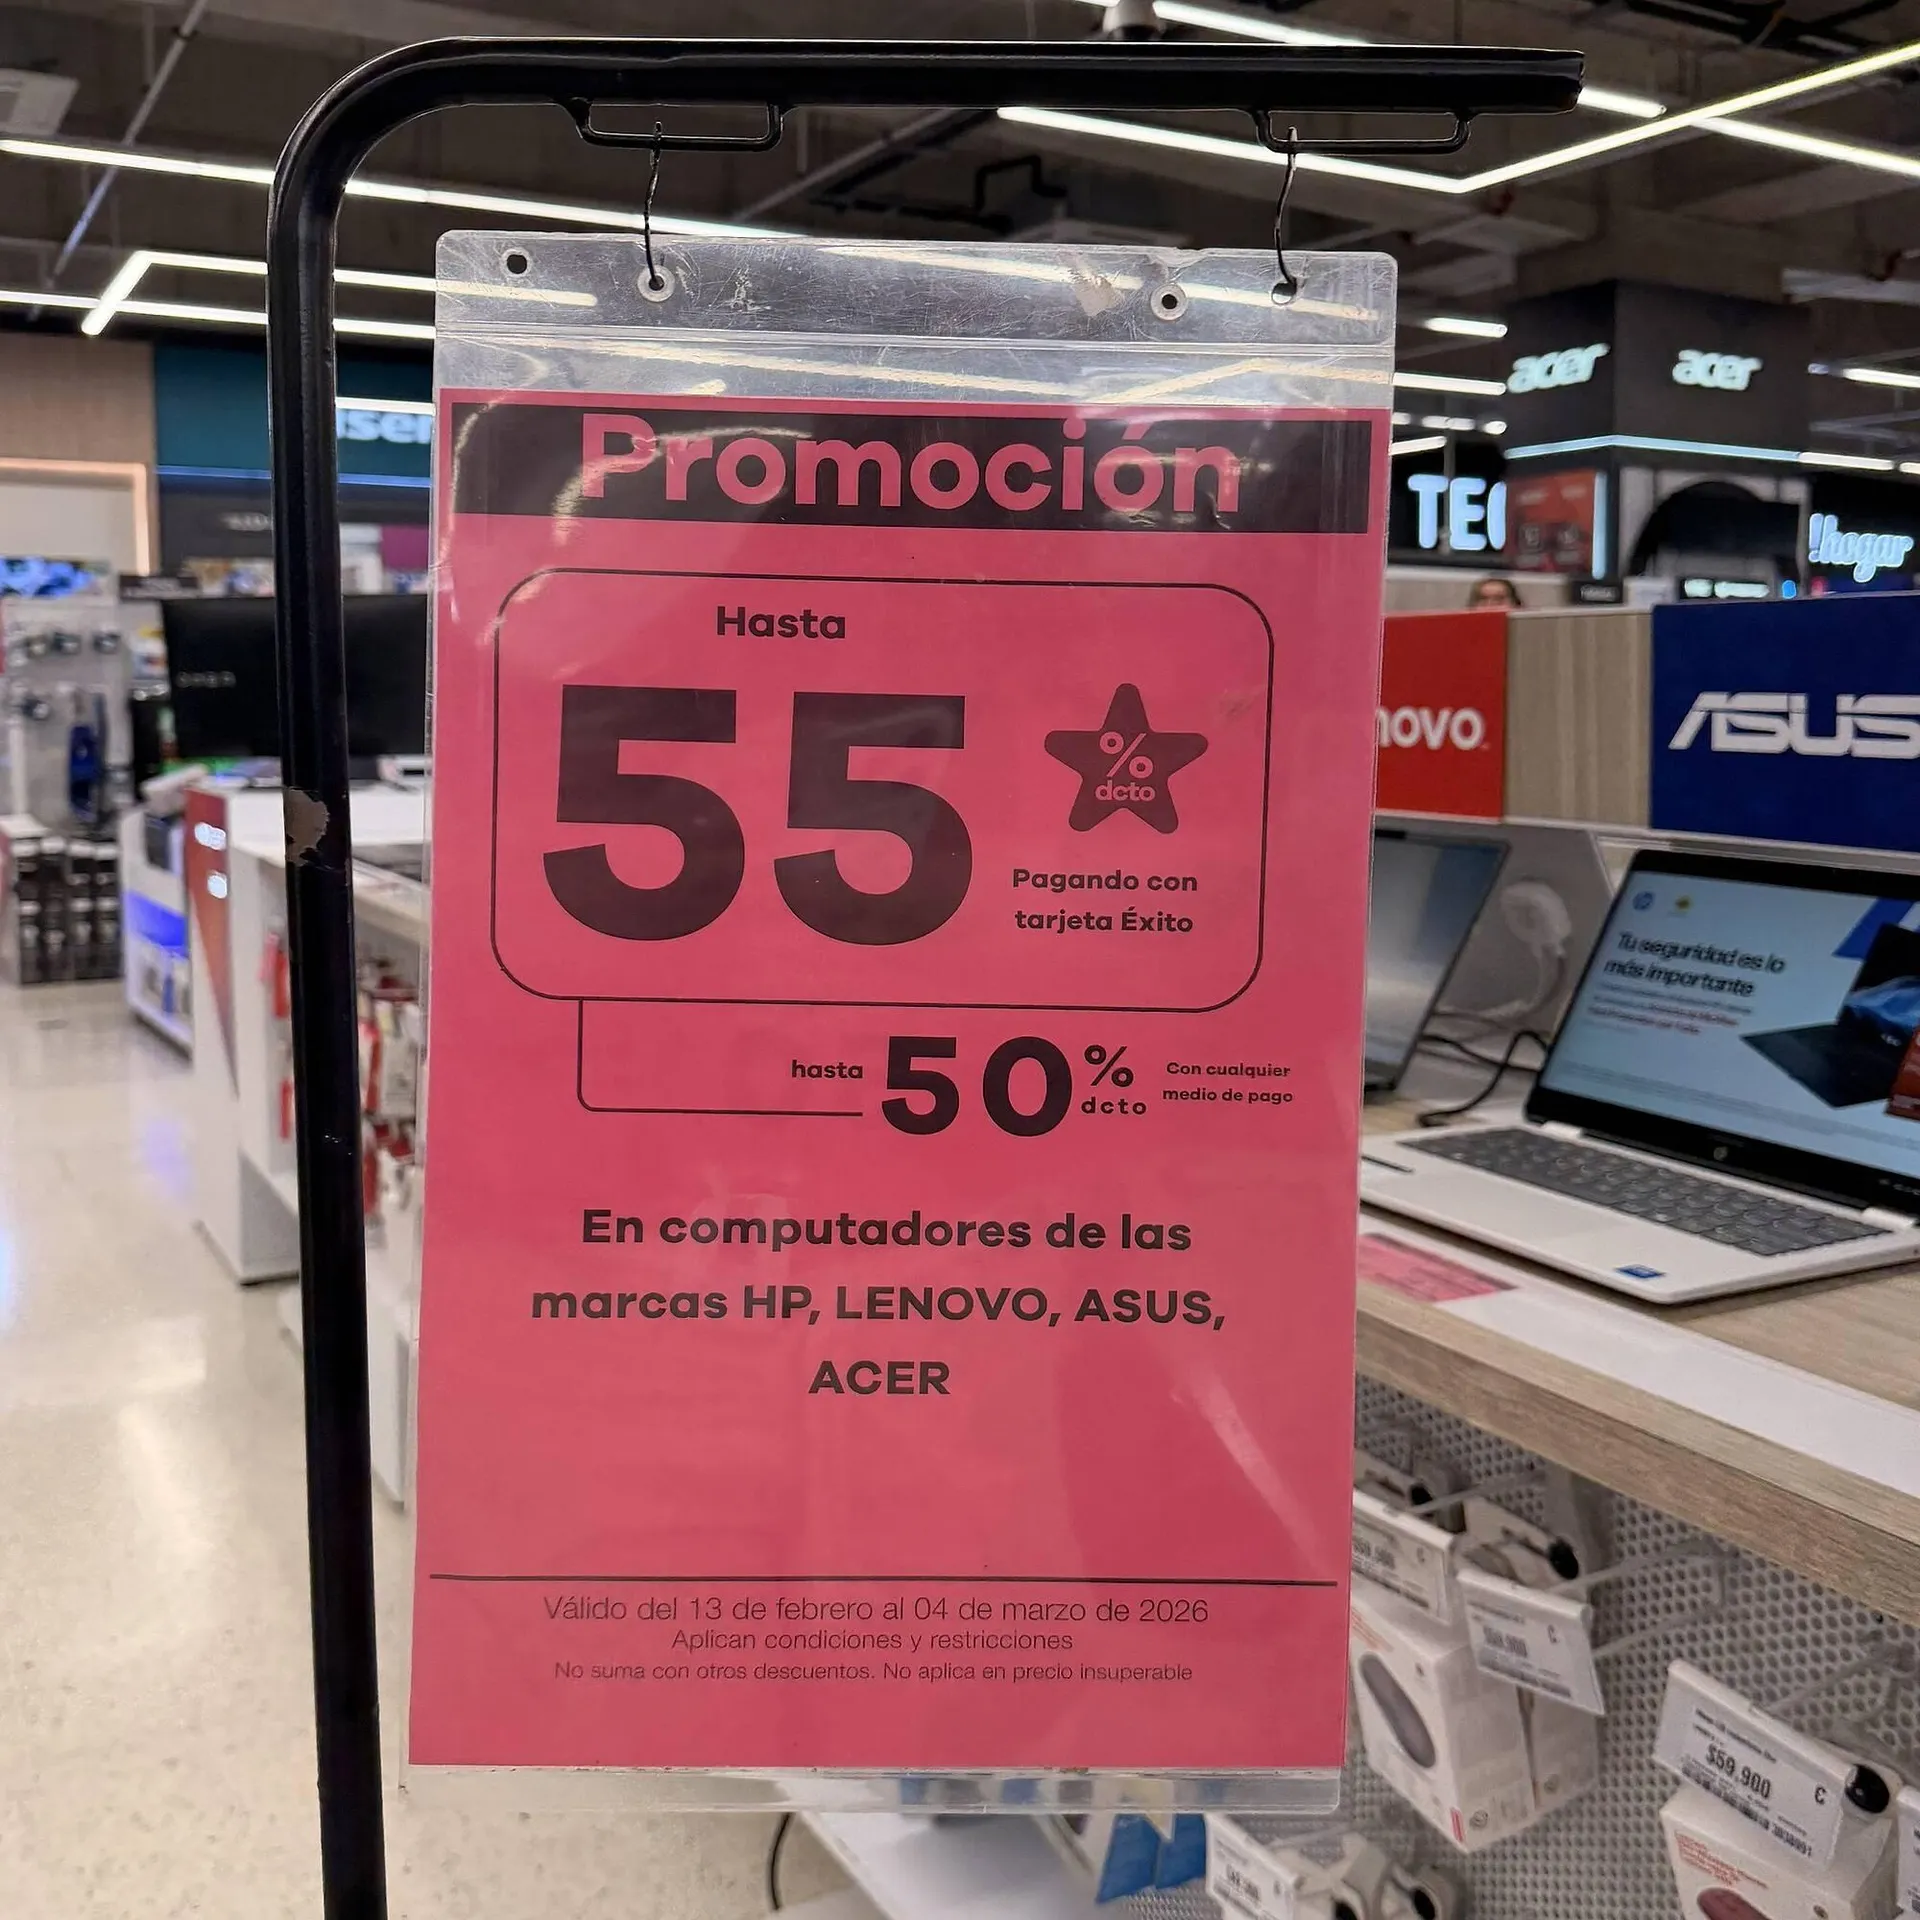 Promoción
Hasta
55
%
dcto
Pagando con
tarjeta Éxito
hasta 50 % dcto
Con cualquier
medio de pago
En computadores de las
marcas HP, LENOVO, ASUS,
ACER
Válido del 13 de febrero al 04 de marzo de 2026
Aplican condiciones y restricciones
No suma con otros descuentos. No aplica en precio insuperable
acer
acer
TEC
!hogar
novo
ASUS
Tu seguridad es lo
más importante
$59.900
C